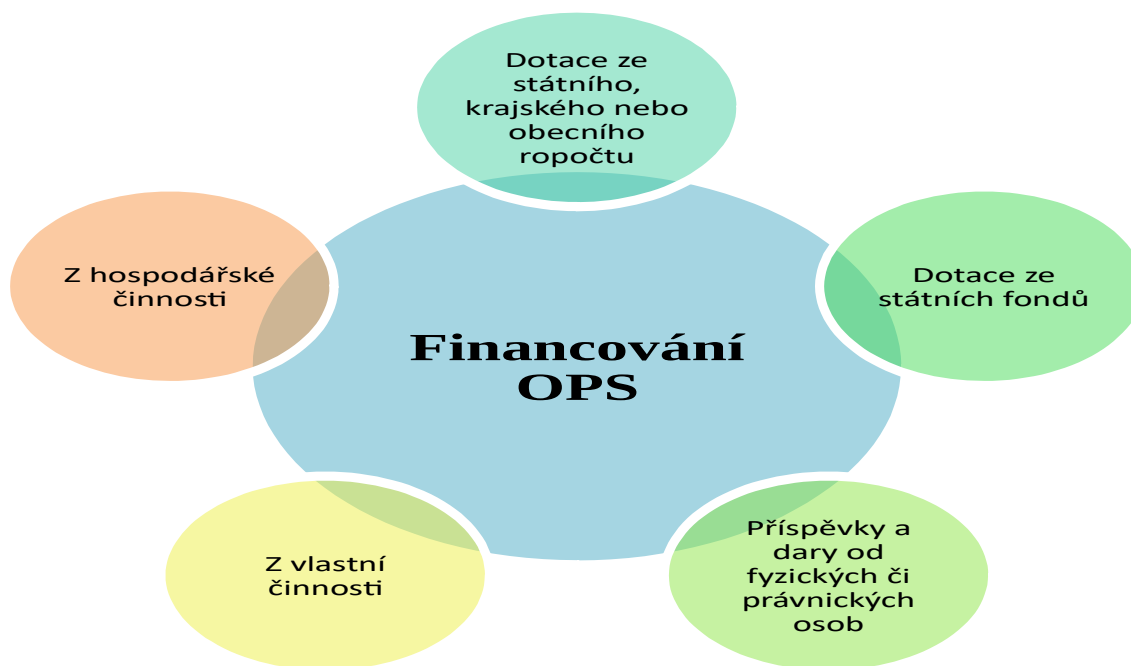 Dotace ze
státního,
krajského nebo
obecního
ropočtu
Z hospodářské
činnosti
Dotace ze
státních fondů
Financování
OPS
Z vlastní
činnosti
Příspěvky a
dary od
fyzických či
právnických
osob